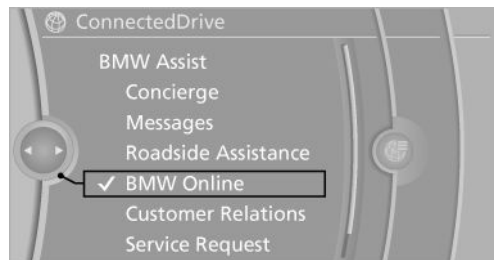 ConnectedDrive
BMW Assist
Concierge
Messages
Roadside Assistance
✓ BMW Online
Customer Relations
Service Request